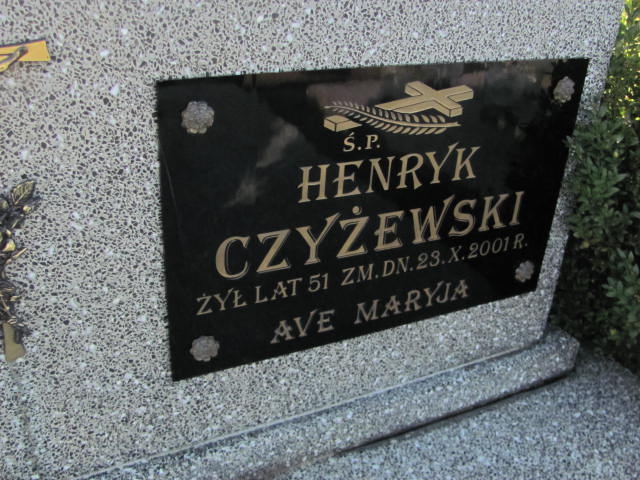 Ś.P.
HENRYK
CZYŻEWSKI
ŻYŁ LAT 51 ZM. DN. 23. X. 2001 R.
AVE MARYJA